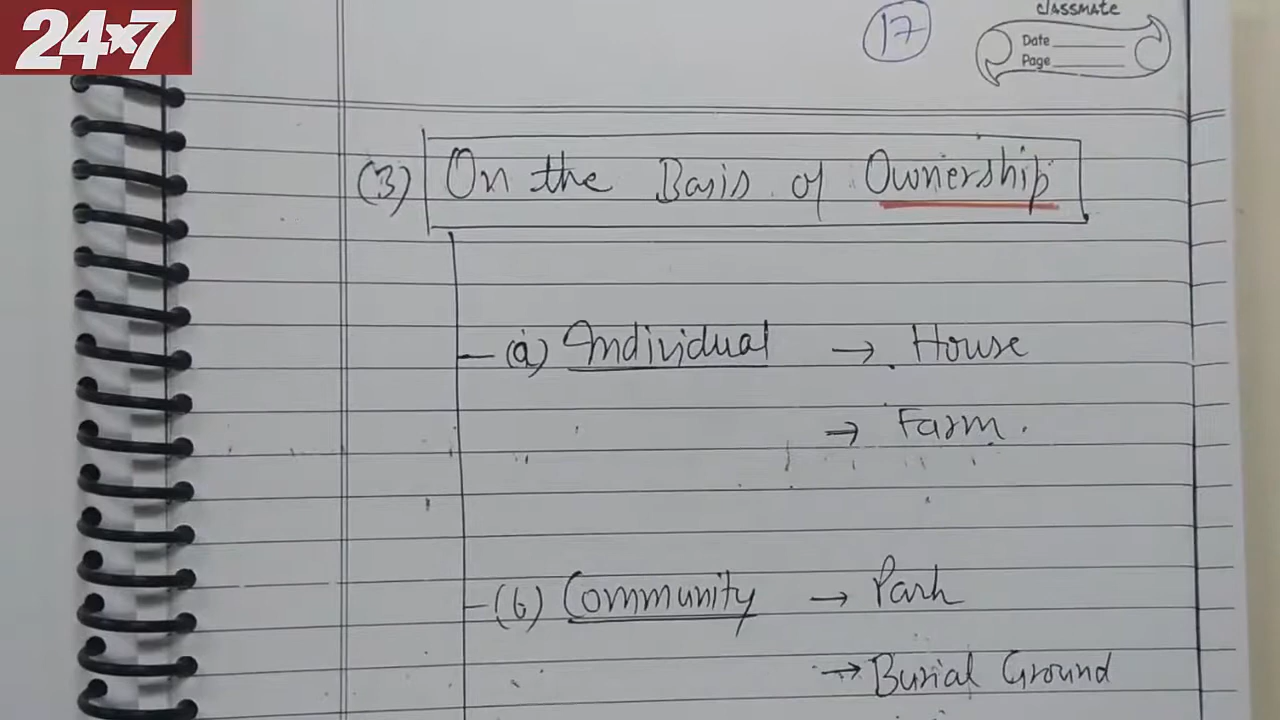 24x7
17
classmate
Date
Page
(3) On the Basis of Ownership
(a) Individual → House
→ Farm.
(b) Community → Park
→ Burial Ground